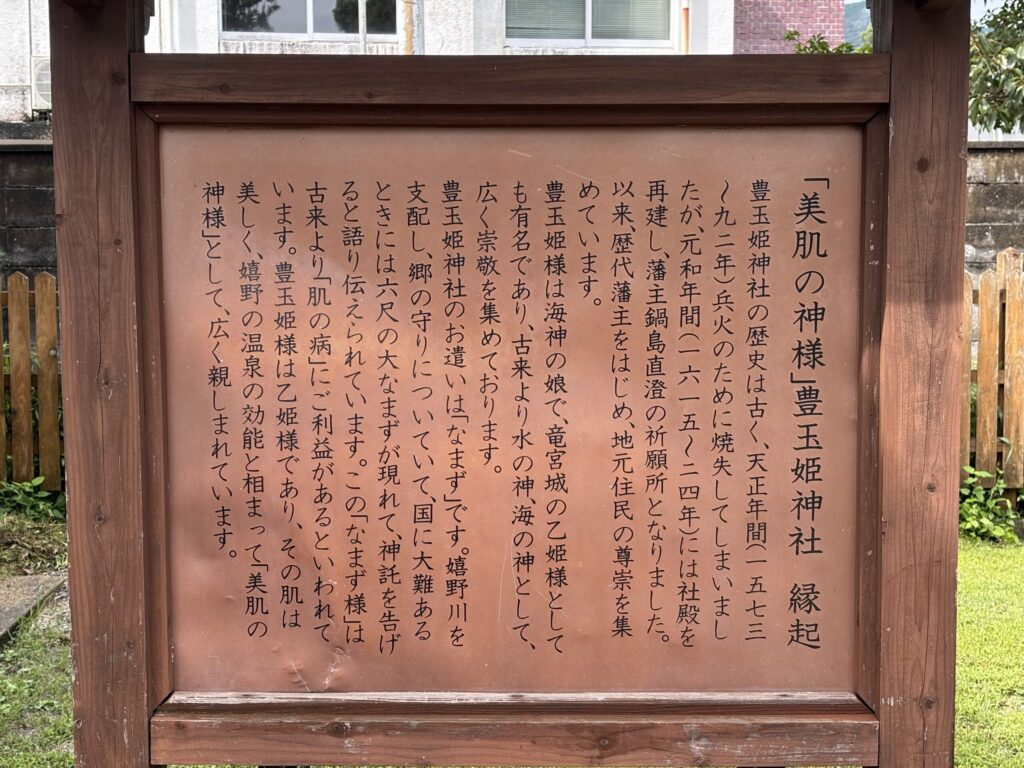 「美肌の神様」豊玉姫神社 縁起
豊玉姫神社の歴史は古く、天正年間(一五七三
〜九二年)兵火のために焼失してしまいまし
たが、元和年間(一六一五〜二四年)には社殿を
再建し、藩主鍋島直澄の祈願所となりました。
以来、歴代藩主をはじめ、地元住民の尊崇を集
めています。
豊玉姫様は海神の娘で、竜宮城の乙姫様として
も有名であり、古来より水の神、海の神として、
広く崇敬を集めております。
豊玉姫神社のお遣いは「なまず」です。嬉野川を
支配し、郷の守りについていて、国に大難ある
ときには六尺の大なまずが現れて、神託を告げ
ると語り伝えられています。この「なまず様」は
古来より「肌の病」にご利益があるといわれて
います。豊玉姫様は乙姫様であり、その肌は
美しく、嬉野の温泉の効能と相まって「美肌の
神様」として、広く親しまれています。